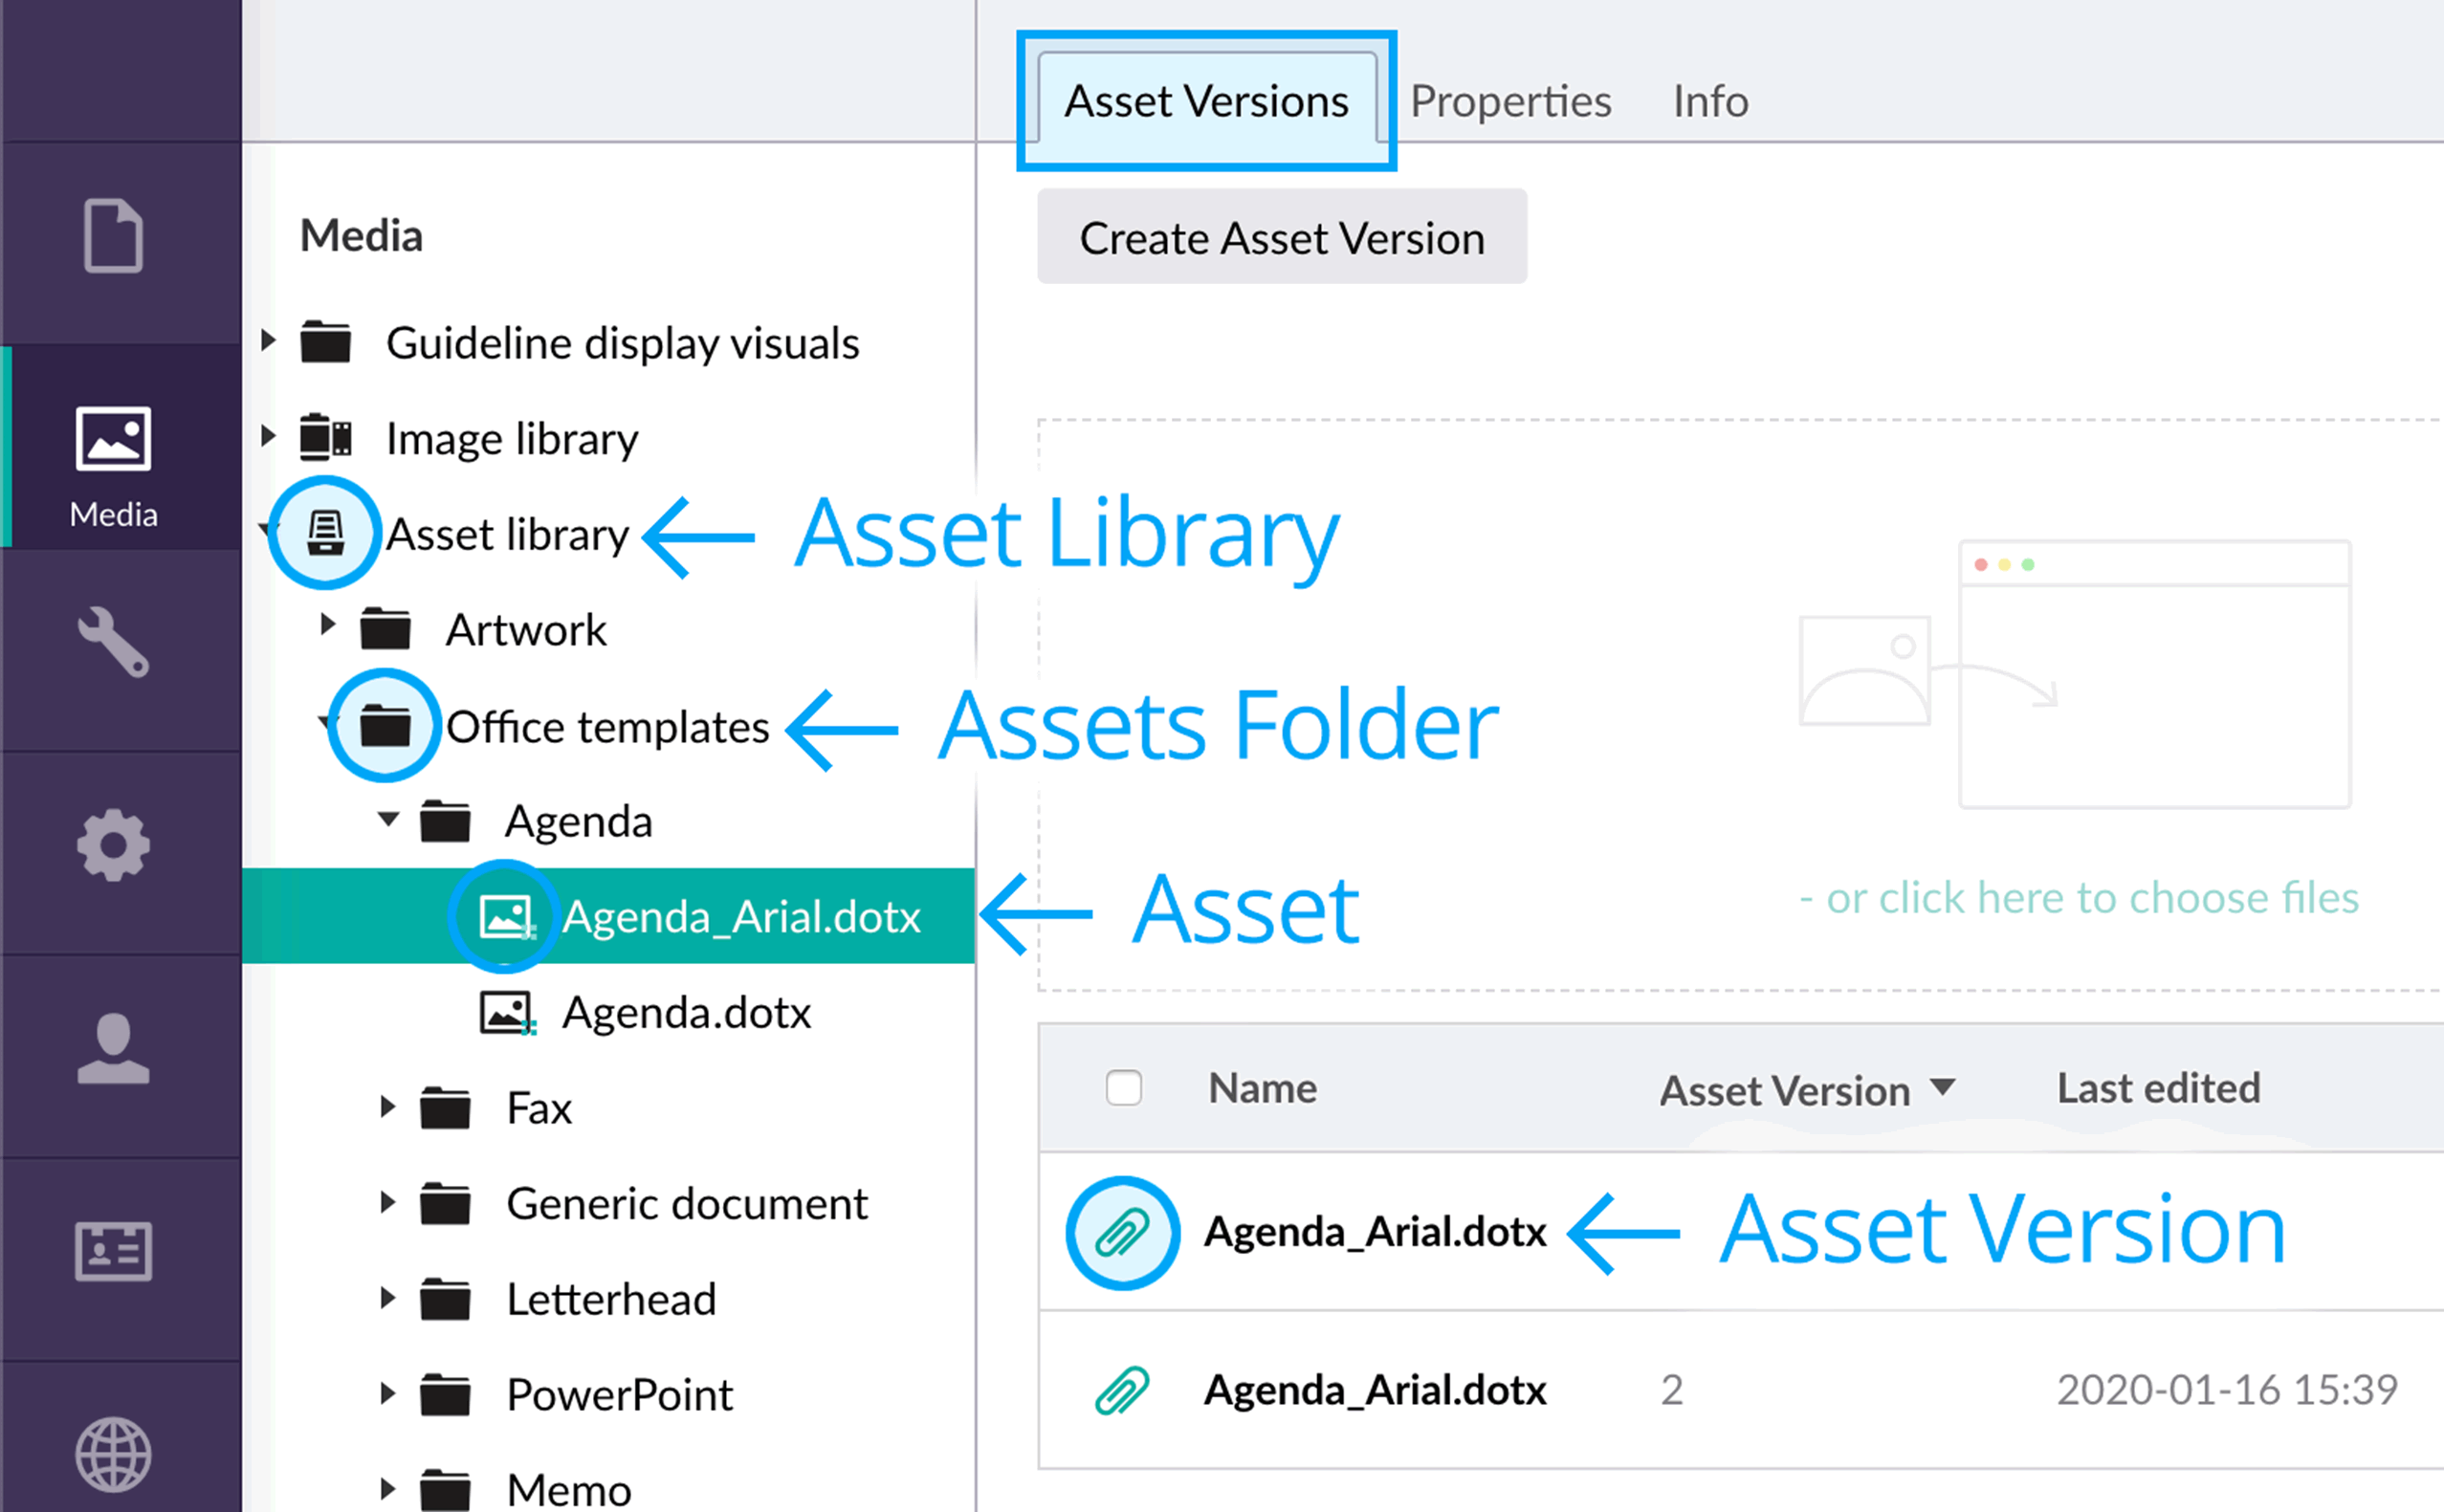 Asset Versions Properties Info
Media
Create Asset Version
Guideline display visuals
Image library
Media
Asset library
Asset Library
Artwork
Office templates
Assets Folder
Agenda
Agenda_Arial.dotx
Asset
- or click here to choose files
Agenda.dotx
Name Asset Version Last edited
Fax
Generic document
Agenda_Arial.dotx
Asset Version
Letterhead
PowerPoint
Agenda_Arial.dotx 2 2020-01-16 15:39
Memo